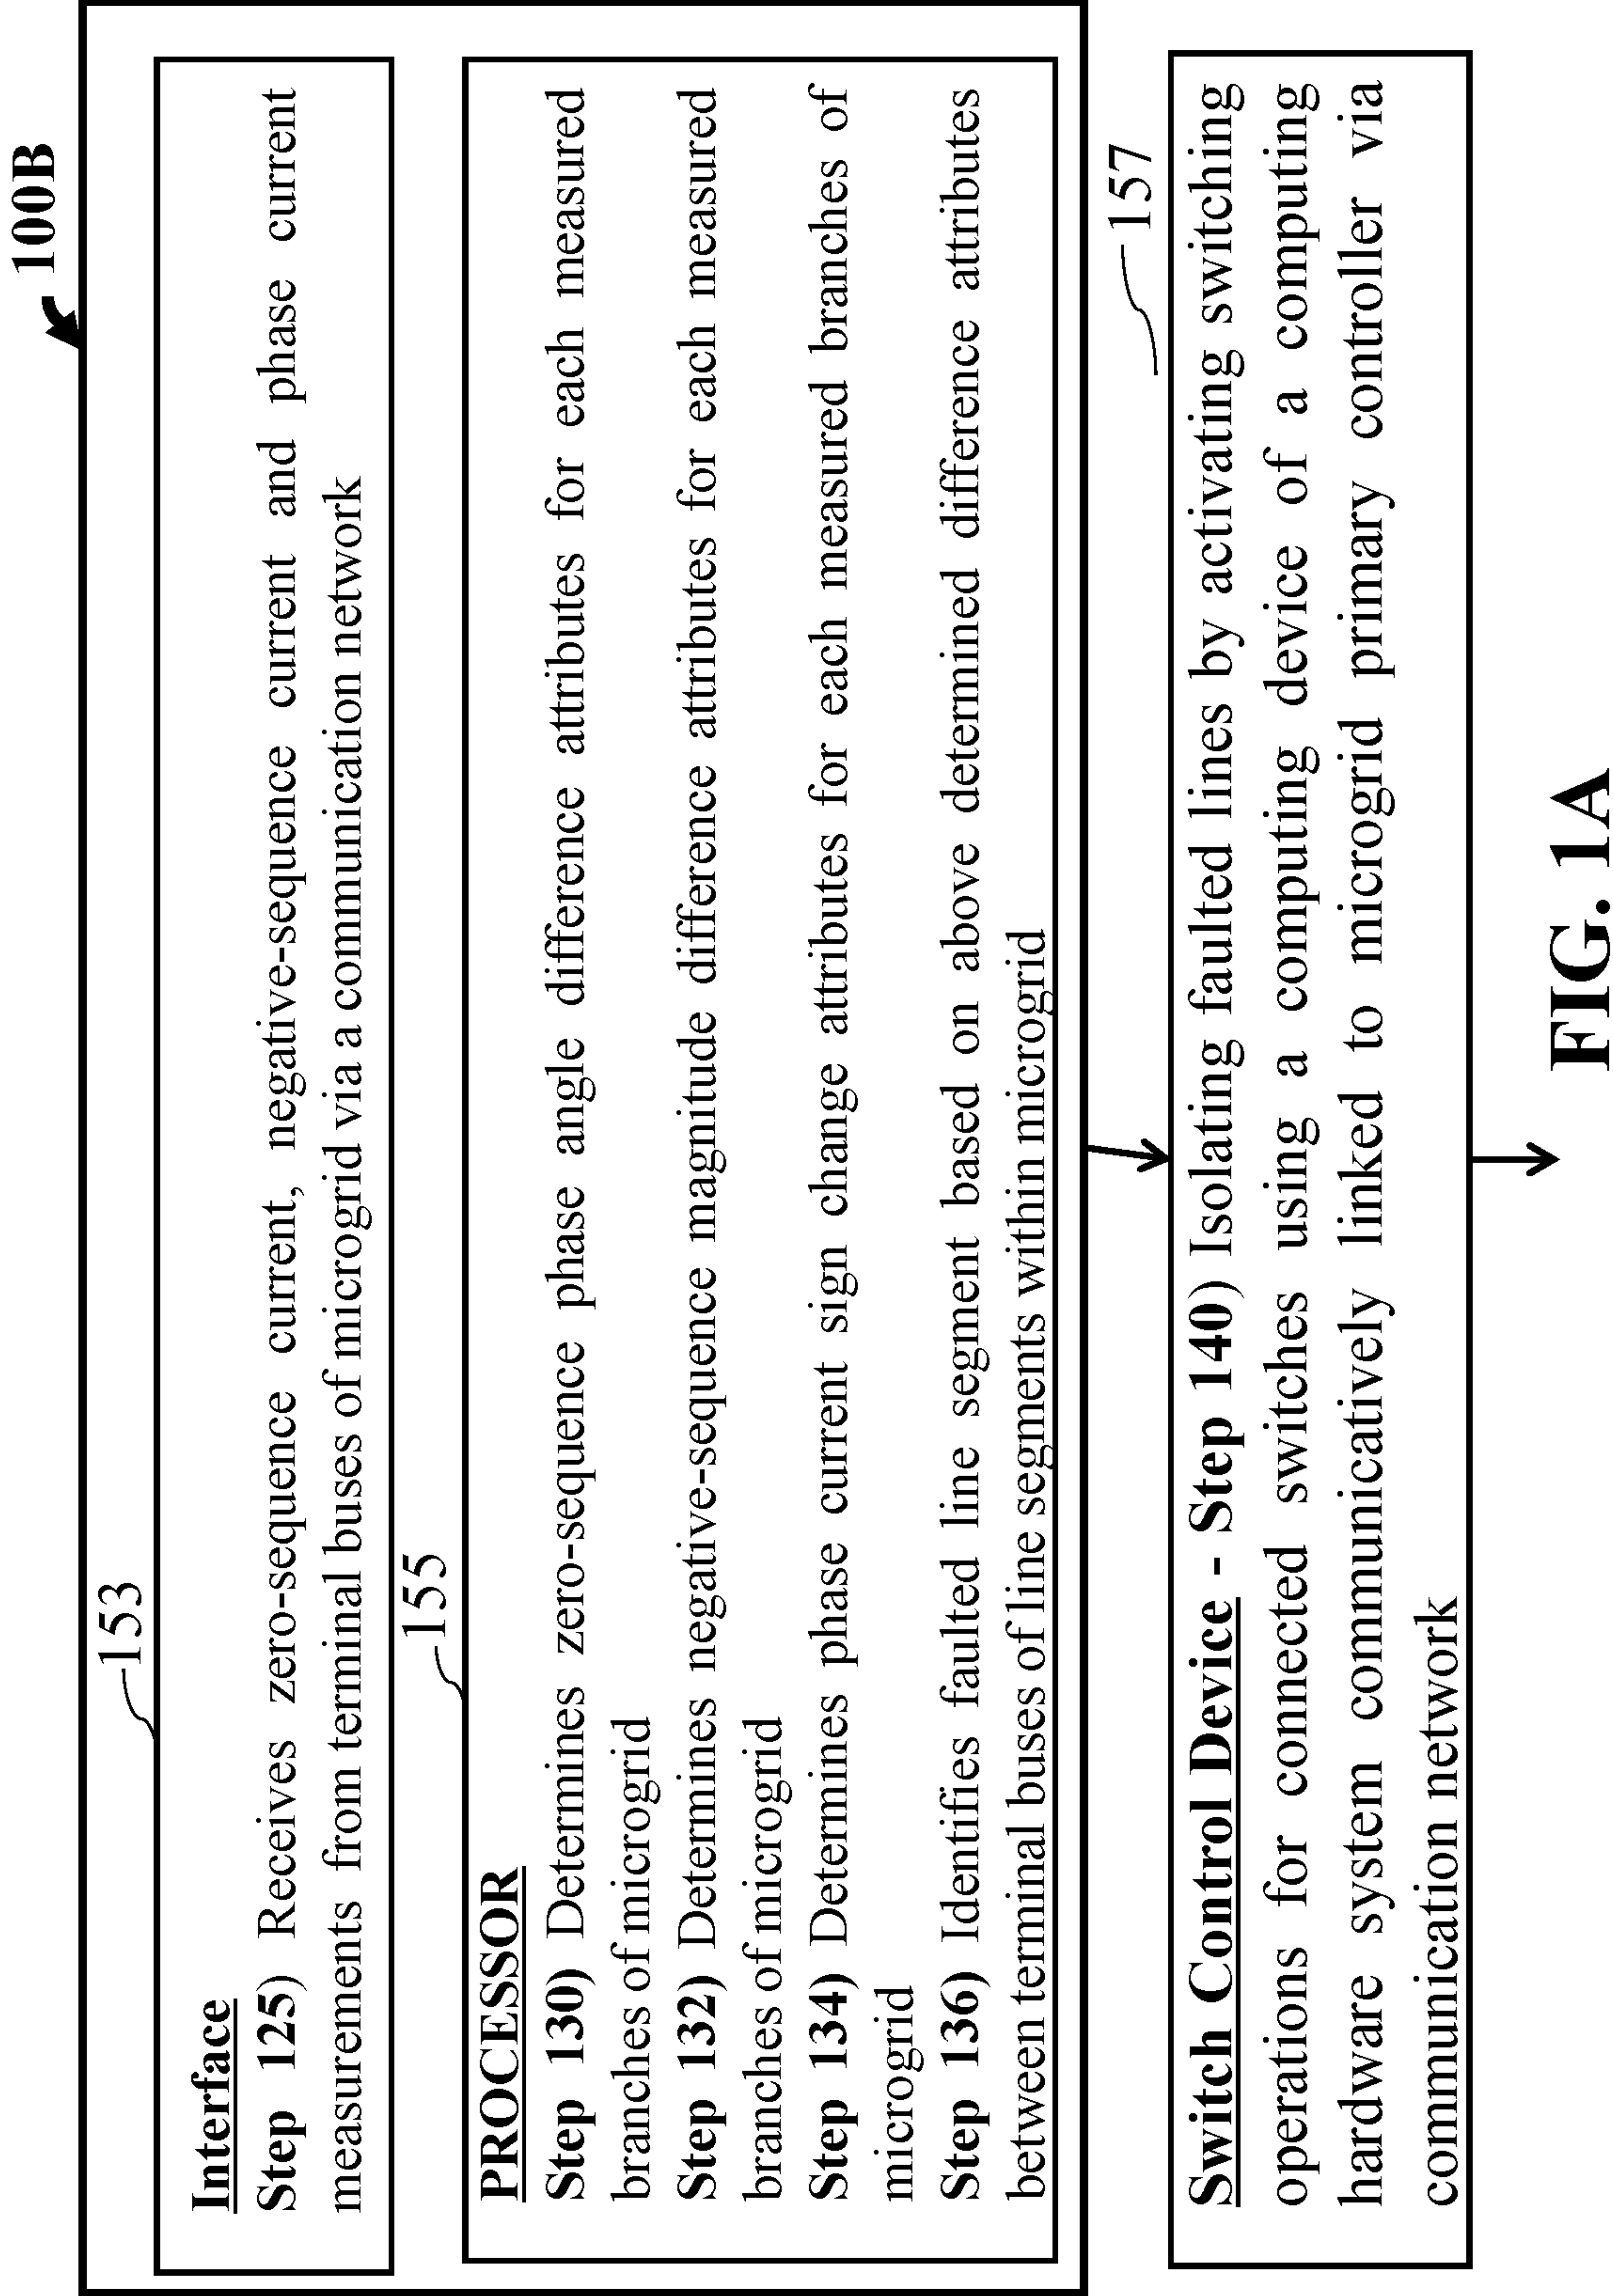 100B
153
Interface
Step 125) Receives zero-sequence current, negative-sequence current and phase current
measurements from terminal buses of microgrid via a communication network
155
PROCESSOR
Step 130) Determines zero-sequence phase angle difference attributes for each measured
branches of microgrid
Step 132) Determines negative-sequence magnitude difference attributes for each measured
branches of microgrid
Step 134) Determines phase current sign change attributes for each measured branches of
microgrid
Step 136) Identifies faulted line segment based on above determined difference attributes
between terminal buses of line segments within microgrid
157
Switch Control Device - Step 140) Isolating faulted lines by activating switching
operations for connected switches using a computing device of a computing
hardware system communicatively linked to microgrid primary controller via
communication network
FIG. 1A